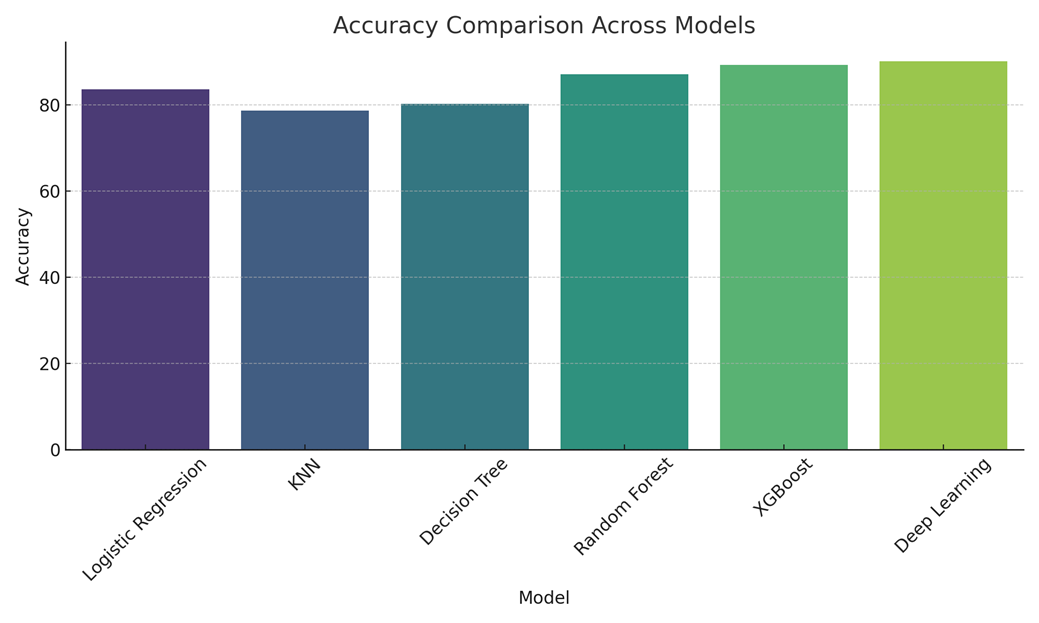 Accuracy Comparison Across Models
Accuracy
80
60
40
20
0
Logistic Regression
KNN
Decision Tree
Random Forest
XGBoost
Deep Learning
Model